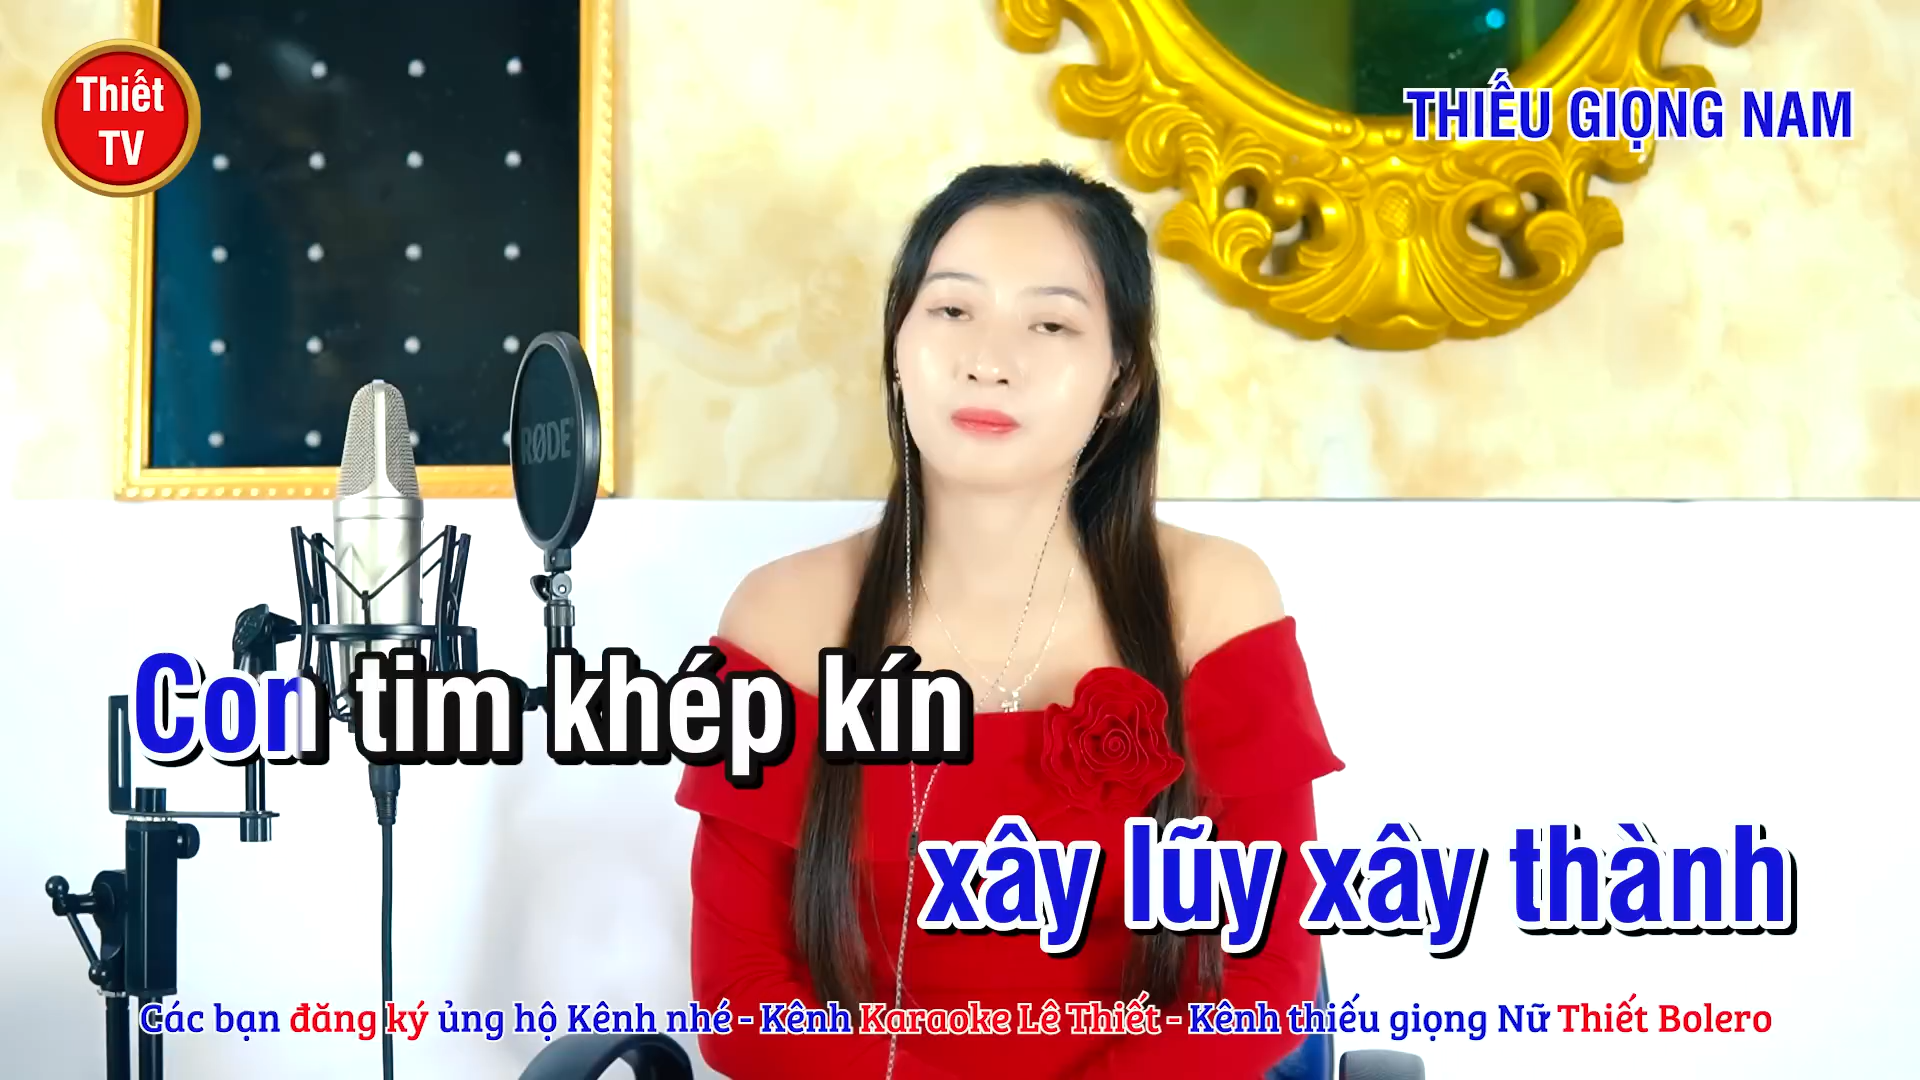 Thiết
TV
THIẾU GIỌNG NAM
RØDE
Con tim khép kín
xây lũy xây thành
Các bạn đăng ký ủng hộ Kênh nhé - Kênh Karaoke Lê Thiết - Kênh thiếu giọng Nữ Thiết Bolero